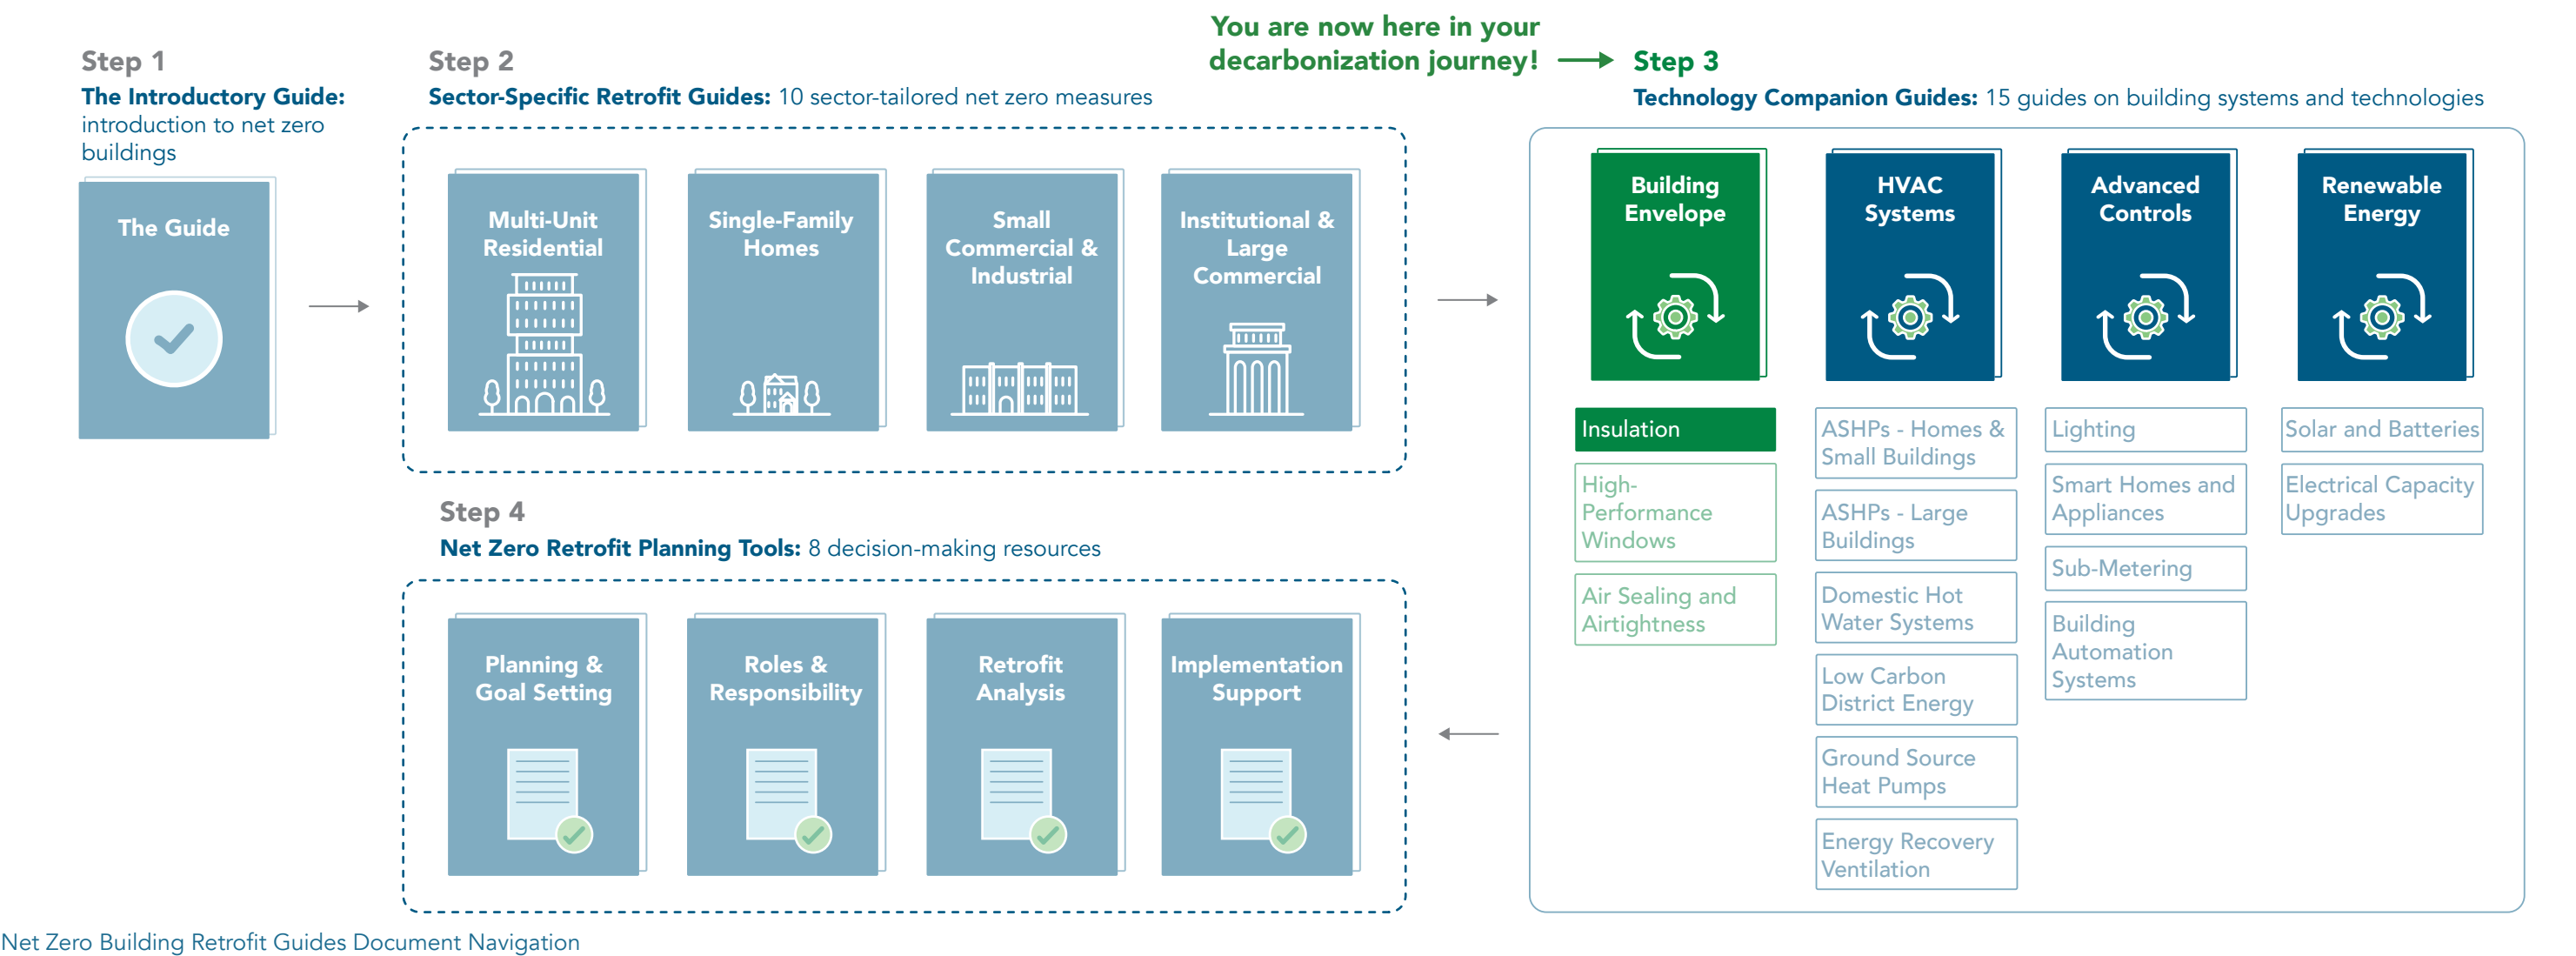 Step 1
The Introductory Guide:
introduction to net zero
buildings
The Guide
Step 2
Sector-Specific Retrofit Guides: 10 sector-tailored net zero measures
Multi-Unit
Residential
Single-Family
Homes
Small
Commercial &
Industrial
Institutional &
Large
Commercial
You are now here in your
decarbonization journey!
Step 3
Technology Companion Guides: 15 guides on building systems and technologies
Building
Envelope
Insulation
High-
Performance
Windows
Air Sealing and
Airtightness
HVAC
Systems
ASHPs - Homes &
Small Buildings
ASHPs - Large
Buildings
Domestic Hot
Water Systems
Low Carbon
District Energy
Ground Source
Heat Pumps
Energy Recovery
Ventilation
Advanced
Controls
Lighting
Smart Homes and
Appliances
Sub-Metering
Building
Automation
Systems
Renewable
Energy
Solar and Batteries
Electrical Capacity
Upgrades
Step 4
Net Zero Retrofit Planning Tools: 8 decision-making resources
Planning &
Goal Setting
Roles &
Responsibility
Retrofit
Analysis
Implementation
Support
Net Zero Building Retrofit Guides Document Navigation